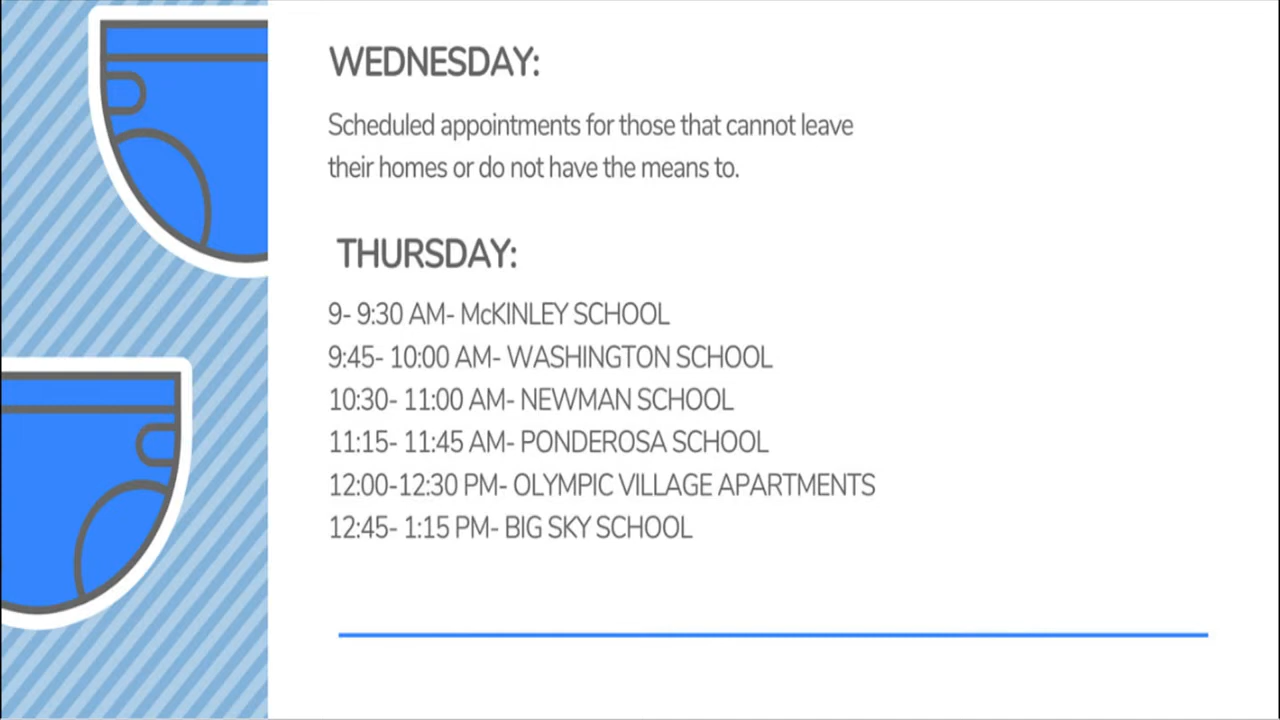 WEDNESDAY:
Scheduled appointments for those that cannot leave
their homes or do not have the means to.
THURSDAY:
9- 9:30 AM- McKINLEY SCHOOL
9:45- 10:00 AM- WASHINGTON SCHOOL
10:30- 11:00 AM- NEWMAN SCHOOL
11:15- 11:45 AM- PONDEROSA SCHOOL
12:00-12:30 PM- OLYMPIC VILLAGE APARTMENTS
12:45- 1:15 PM- BIG SKY SCHOOL